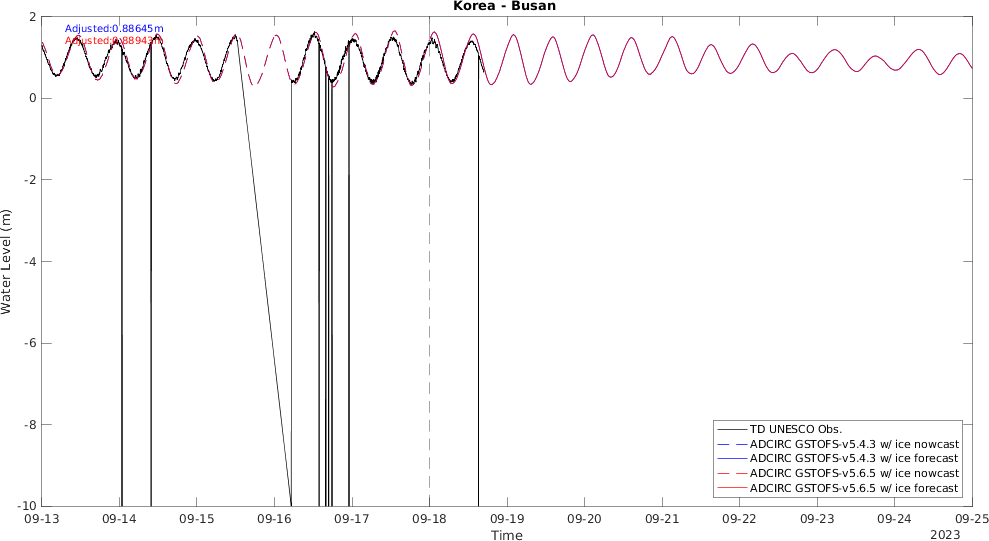 Korea - Busan
Adjusted:0.88645m
Adjusted:0.88943m
Water Level (m)
2
0
-2
-4
-6
-8
-10
TD UNESCO Obs.
ADCIRC GSTOFS-v5.4.3 w/ ice nowcast
ADCIRC GSTOFS-v5.4.3 w/ ice forecast
ADCIRC GSTOFS-v5.6.5 w/ ice nowcast
ADCIRC GSTOFS-v5.6.5 w/ ice forecast
09-13 09-14 09-15 09-16 09-17 09-18 09-19 09-20 09-21 09-22 09-23 09-24 09-25
Time
2023